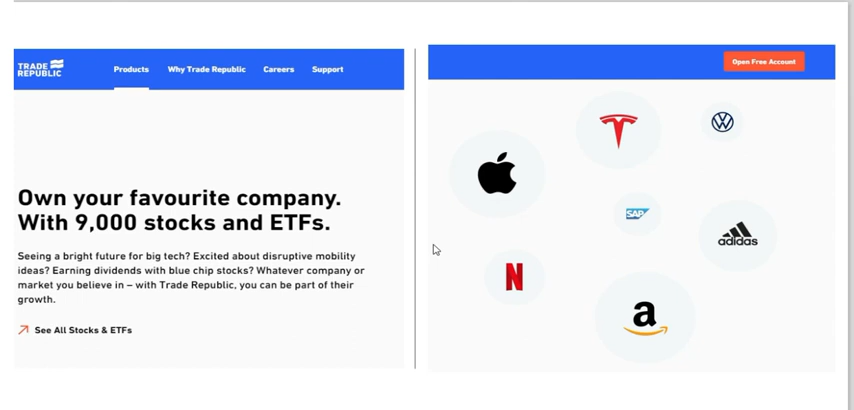 TRADE
REPUBLIC
Products Why Trade Republic Careers Support
Open Free Account
Own your favourite company.
With 9,000 stocks and ETFs.
Seeing a bright future for big tech? Excited about disruptive mobility
ideas? Earning dividends with blue chip stocks? Whatever company or
market you believe in – with Trade Republic, you can be part of their
growth.
See All Stocks & ETFs
SAP
adidas
N
a